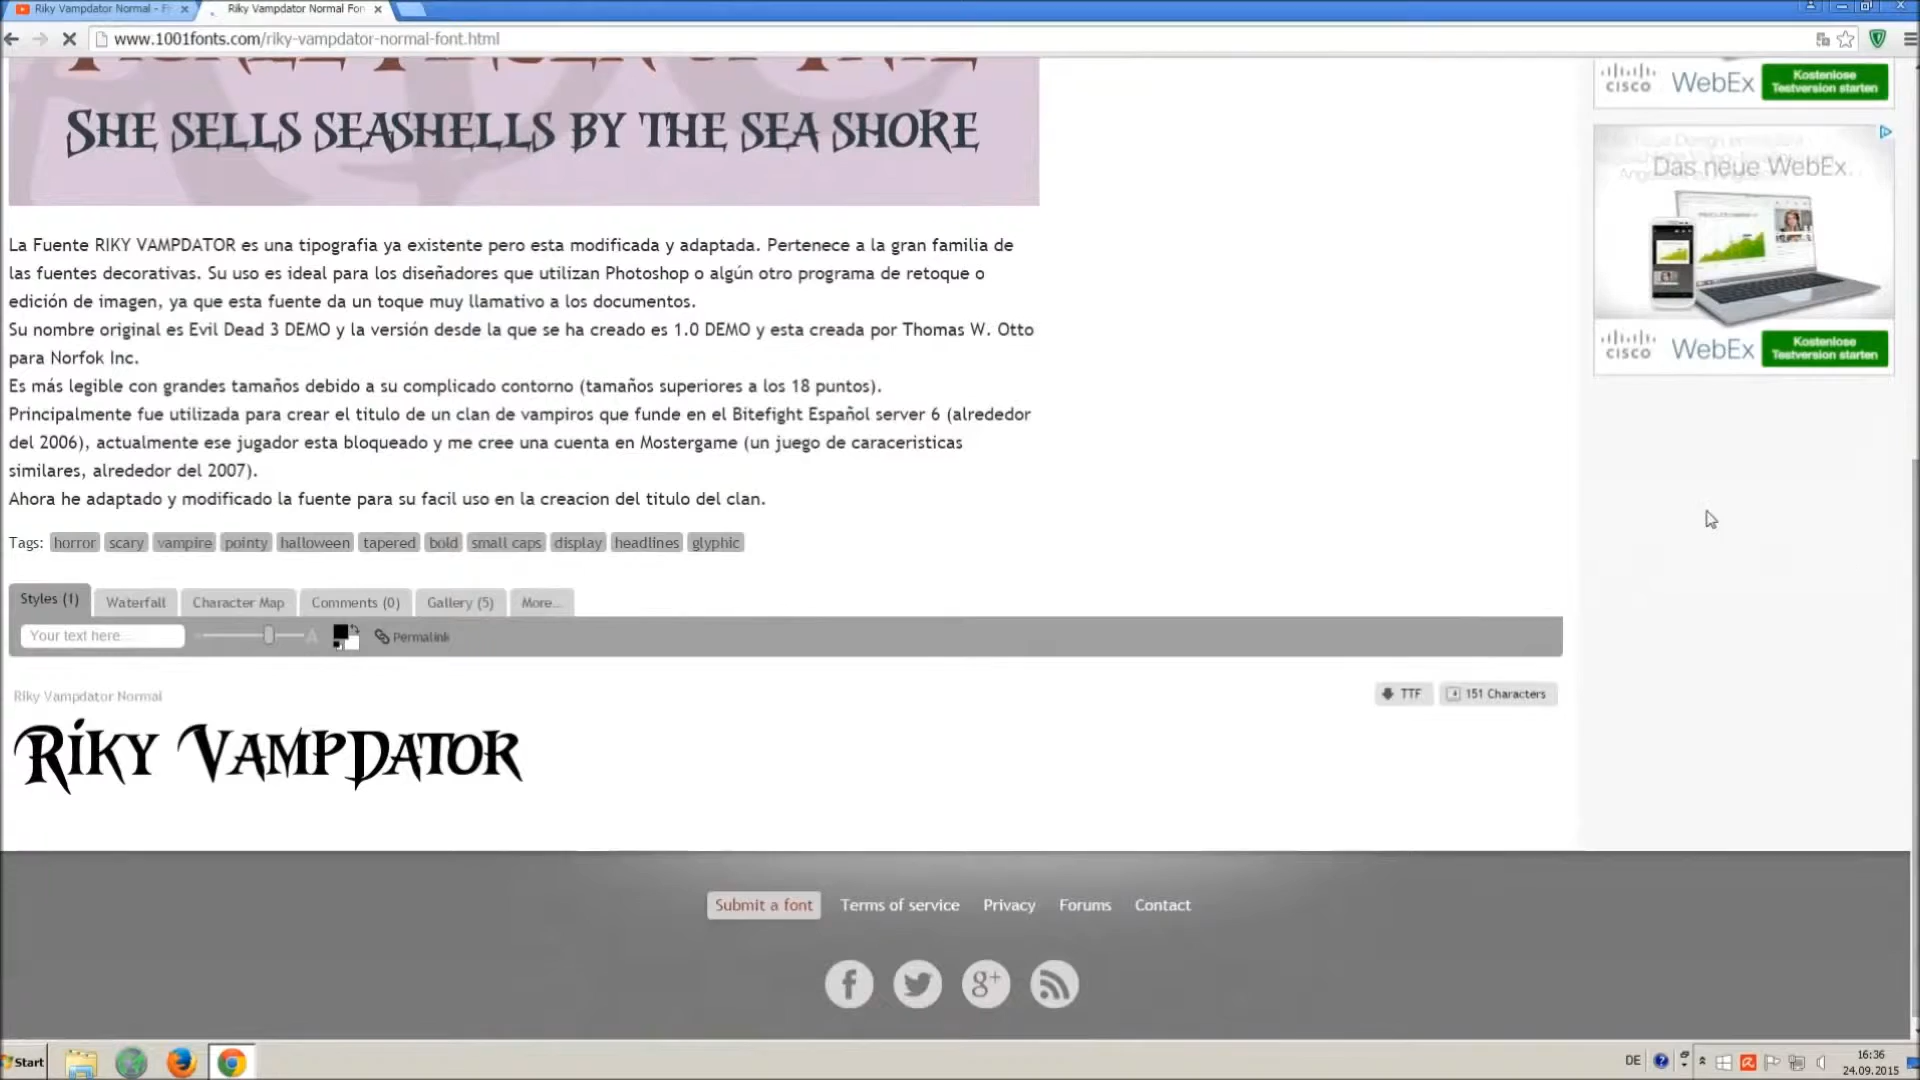 Riky Vampdator Normal - F
Riky Vampdator Normal Fon
www.1001fonts.com/riky-vampdator-normal-font.html
She sells seashells by the sea shore
La Fuente RIKY VAMPDATOR es una tipografia ya existente pero esta modificada y adaptada. Pertenece a la gran familia de
las fuentes decorativas. Su uso es ideal para los diseñadores que utilizan Photoshop o algún otro programa de retoque o
edición de imagen, ya que esta fuente da un toque muy llamativo a los documentos.
Su nombre original es Evil Dead 3 DEMO y la versión desde la que se ha creado es 1.0 DEMO y esta creada por Thomas W. Otto
para Norfok Inc.
Es más legible con grandes tamaños debido a su complicado contorno (tamaños superiores a los 18 puntos).
Principalmente fue utilizada para crear el titulo de un clan de vampiros que funde en el Bitefight Español server 6 (alrededor
del 2006), actualmente ese jugador esta bloqueado y me cree una cuenta en Mostergame (un juego de caraceristicas
similares, alrededor del 2007).
Ahora he adaptado y modificado la fuente para su facil uso en la creacion del titulo del clan.
Tags: horror scary vampire pointy halloween tapered bold small caps display headlines glyphic
Styles (1) Waterfall Character Map Comments (0) Gallery (5) More...
Your text here... A Permalink
Riky Vampdator Normal
TTF 151 Characters
Riky VampDator
CISCO WebEx Kostenlose
Testversion starten
Das neue WebEx.
CISCO WebEx Kostenlose
Testversion starten
Submit a font Terms of service Privacy Forums Contact
Start
DE
16:36
24.09.2015